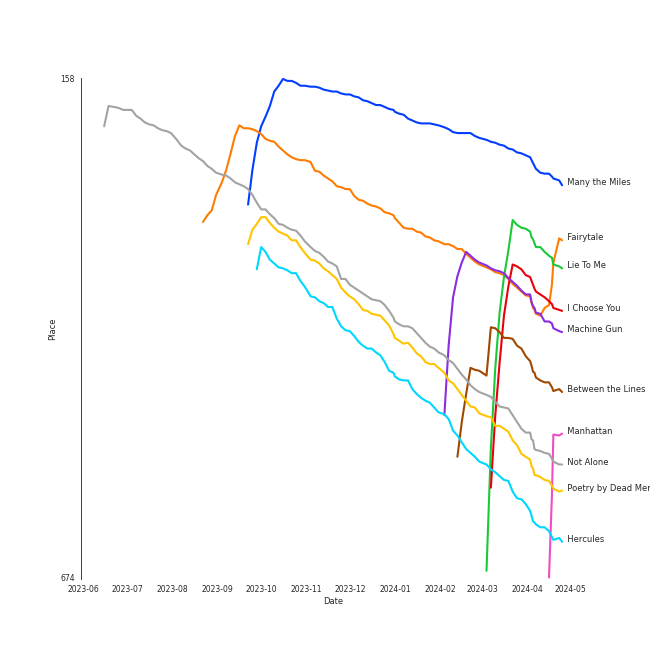 158
Many the Miles
Fairytale
Lie To Me
I Choose You
Machine Gun
Place
Between the Lines
Manhattan
Not Alone
Poetry by Dead Mer
Hercules
674
2023-06 2023-07 2023-08 2023-09 2023-10 2023-11 2023-12 2024-01 2024-02 2024-03 2024-04 2024-05
Date